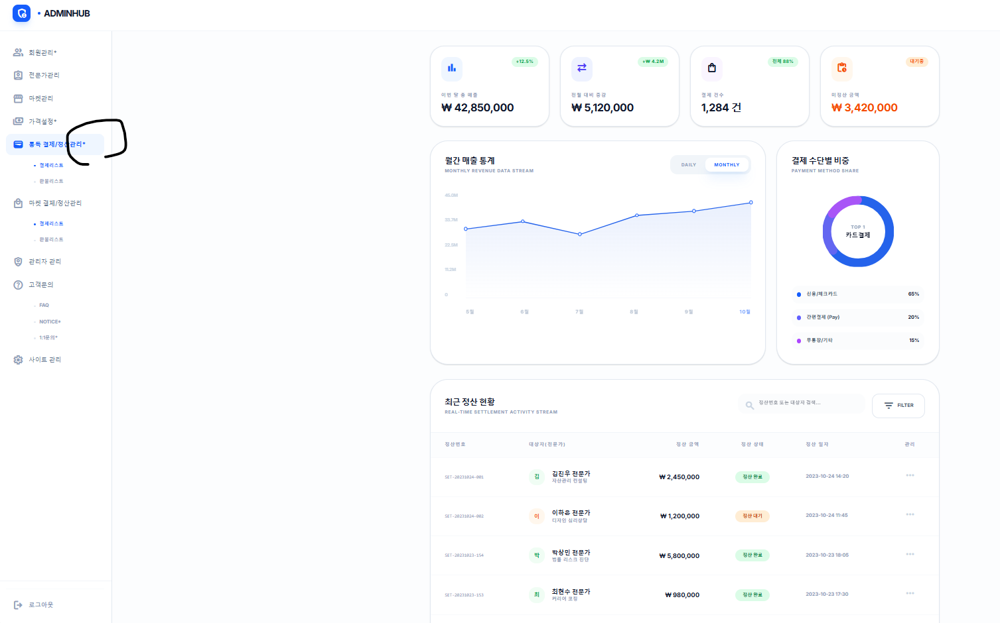 ADMINHUB
회원관리*
전문가관리
마켓관리
가격설정*
통독 결제/정산관리*
결제리스트
환불리스트
마켓 결제/정산관리
결제리스트
환불리스트
관리자 관리
고객문의
FAQ
NOTICE*
1:1문의*
사이트 관리
로그아웃
+12.5%
이번 달 총 매출
₩ 42,850,000
+₩ 4.2M
전월 대비 증감
₩ 5,120,000
전체 88%
결제 건수
1,284 건
대기중
미정산 금액
₩ 3,420,000
월간 매출 통계
MONTHLY REVENUE DATA STREAM
DAILY MONTHLY
45.0M
33.7M
22.5M
11.2M
0
5월 6월 7월 8월 9월 10월
결제 수단별 비중
PAYMENT METHOD SHARE
TOP 1
카드결제
신용/체크카드 65%
간편결제 (Pay) 20%
무통장/기타 15%
최근 정산 현황
REAL-TIME SETTLEMENT ACTIVITY STREAM
정산번호 또는 대상자 검색...
FILTER
정산번호 대상자(전문가) 정산 금액 정산 상태 정산 일자 관리
SET-20231024-001 김 김진우 전문가 ₩ 2,450,000 정산 완료 2023-10-24 14:20
자산관리 컨설팅
SET-20231024-002 이 이하은 전문가 ₩ 1,200,000 정산 대기 2023-10-24 11:45
디자인 심리상담
SET-20231023-154 박 박상민 전문가 ₩ 5,800,000 정산 완료 2023-10-23 18:05
법률 리스크 진단
SET-20231023-153 최 최현수 전문가 ₩ 980,000 정산 완료 2023-10-23 17:30
커리어 코칭